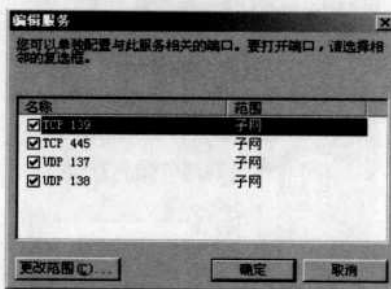 编辑服务
您可以单独配置与此服务相关的端口。要打开端口，请选择相
邻的复选框。
名称 范围
TCP 139 子网
TCP 445 子网
UDP 137 子网
UDP 138 子网
更改范围(C)...
确定 取消